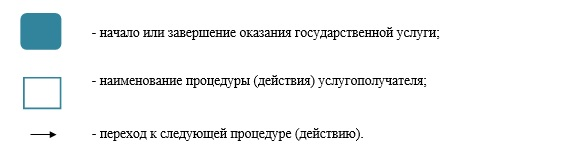 - начало или завершение оказания государственной услуги;
- наименование процедуры (действия) услугополучателя;
- переход к следующей процедуре (действию).